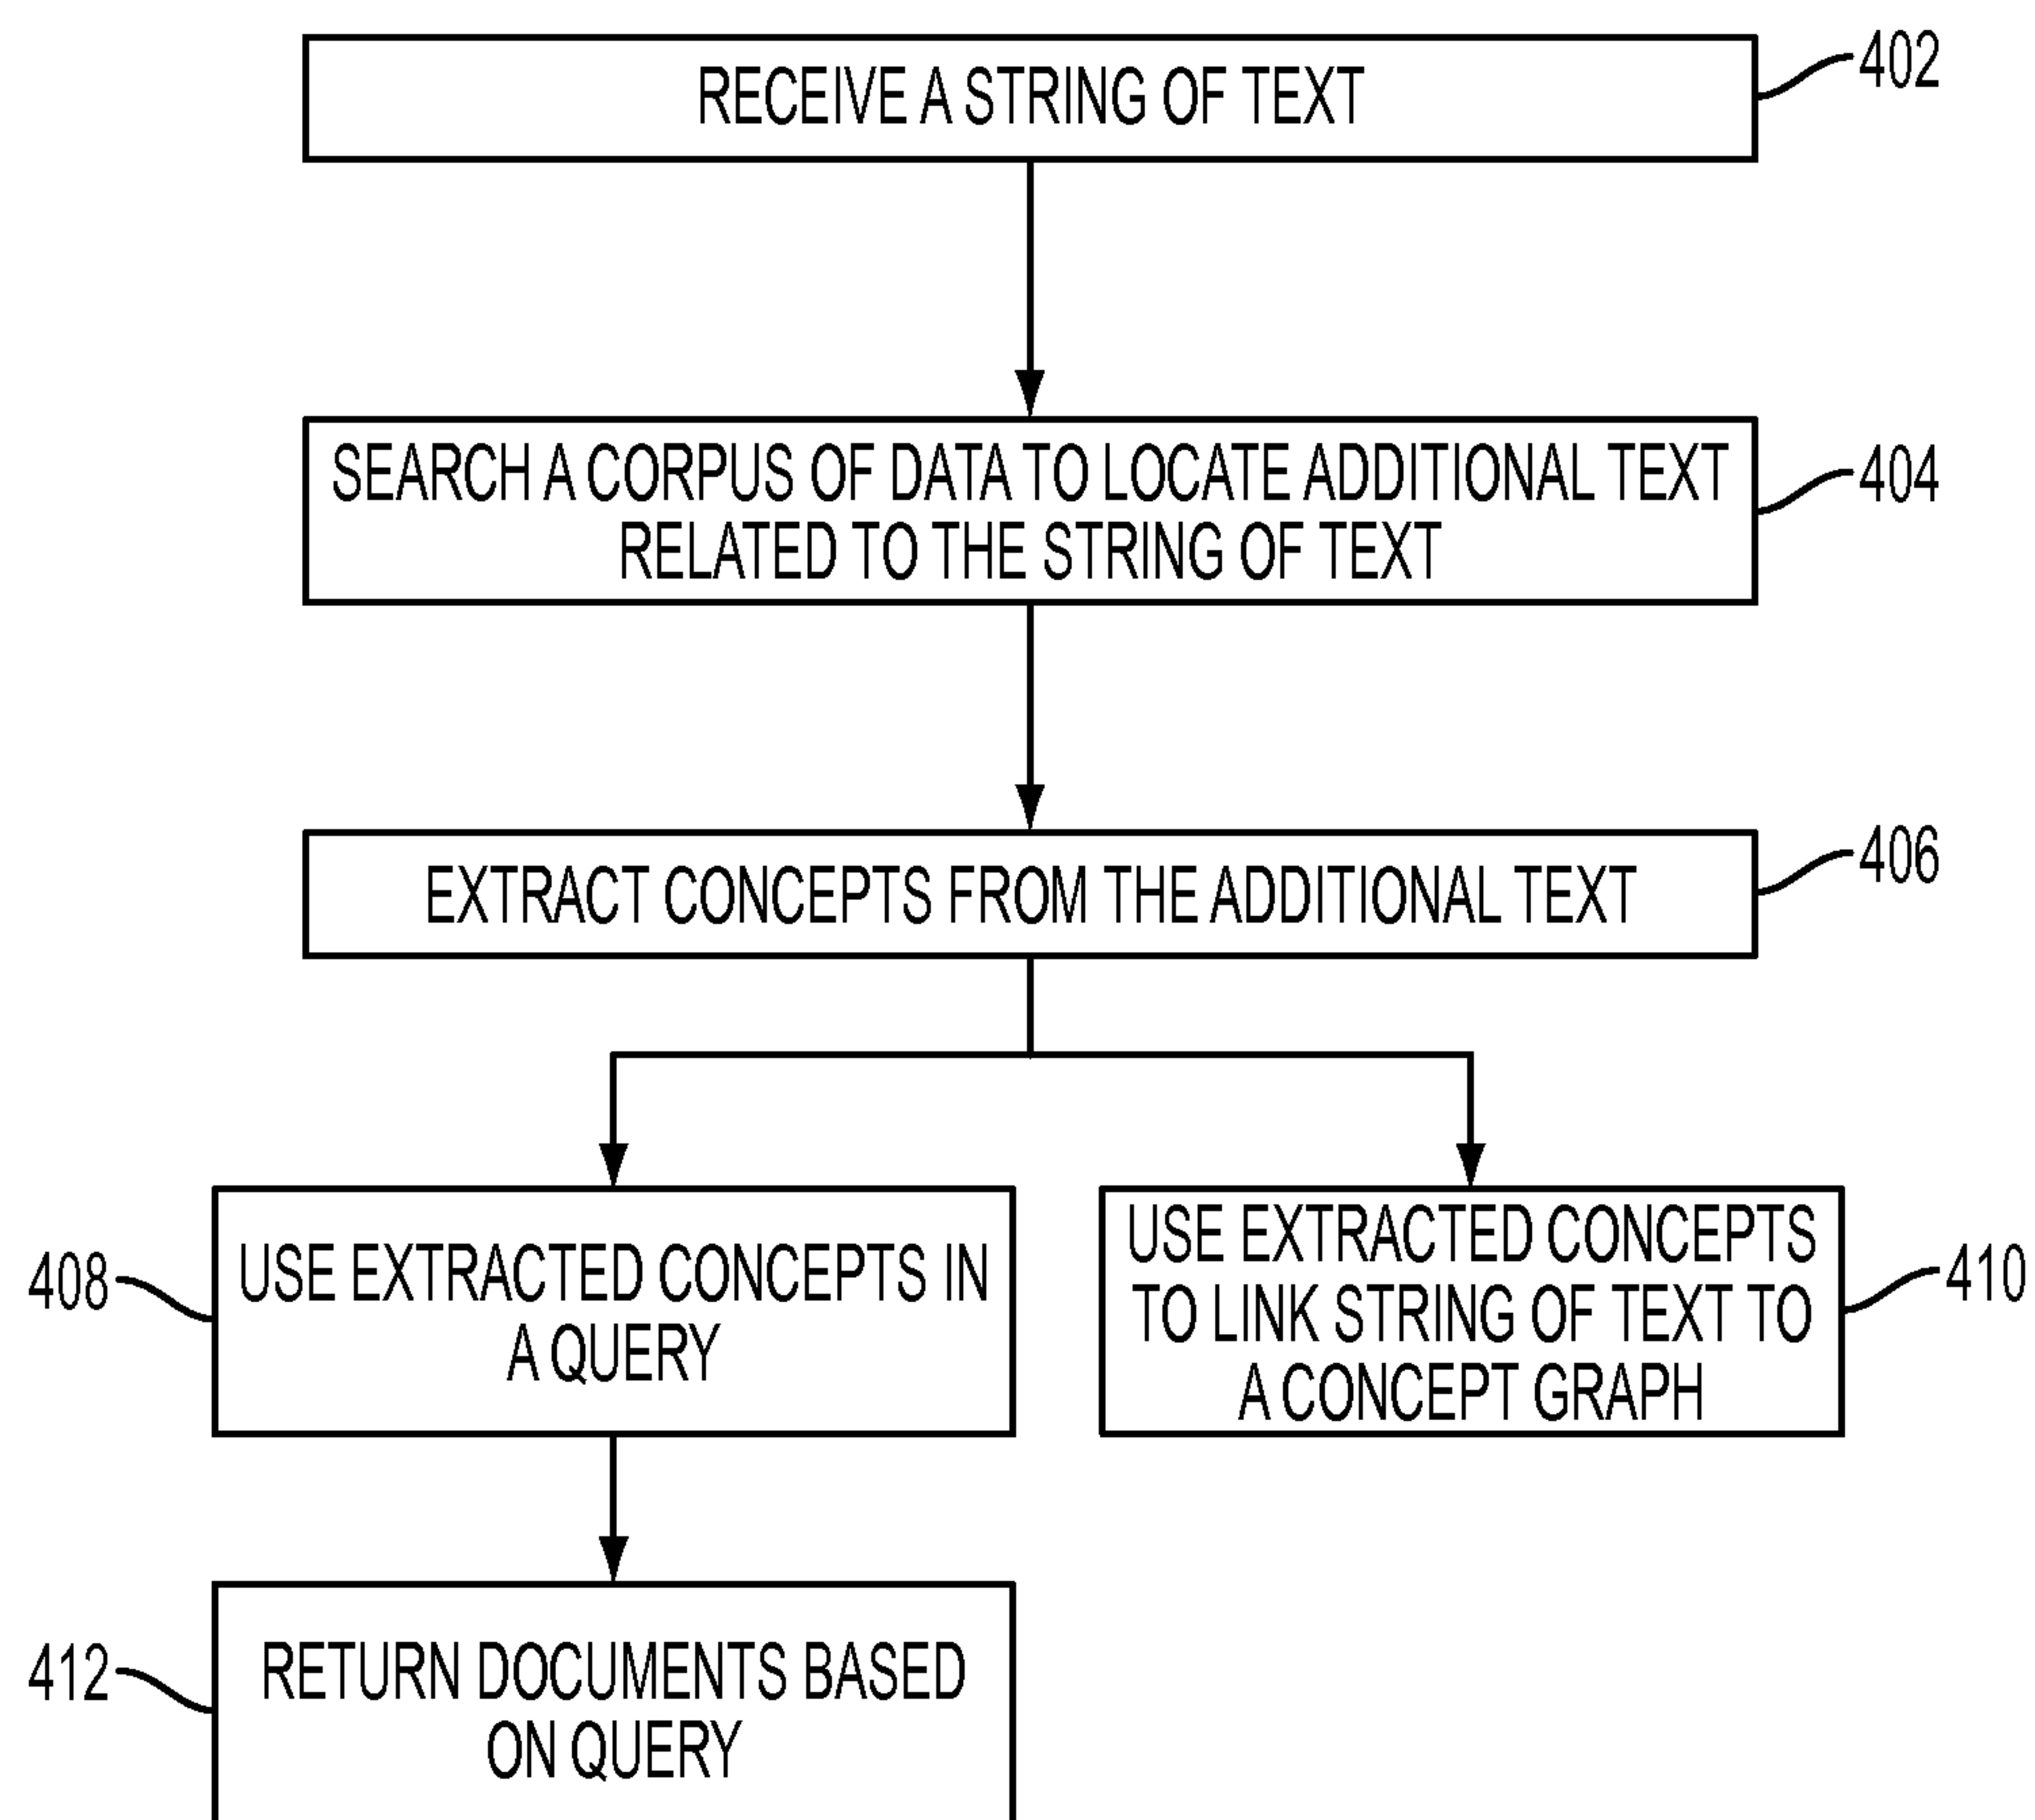 RECEIVE A STRING OF TEXT
402
SEARCH A CORPUS OF DATA TO LOCATE ADDITIONAL TEXT
RELATED TO THE STRING OF TEXT
404
EXTRACT CONCEPTS FROM THE ADDITIONAL TEXT
406
408
USE EXTRACTED CONCEPTS IN
A QUERY
USE EXTRACTED CONCEPTS
TO LINK STRING OF TEXT TO
A CONCEPT GRAPH
410
412
RETURN DOCUMENTS BASED
ON QUERY